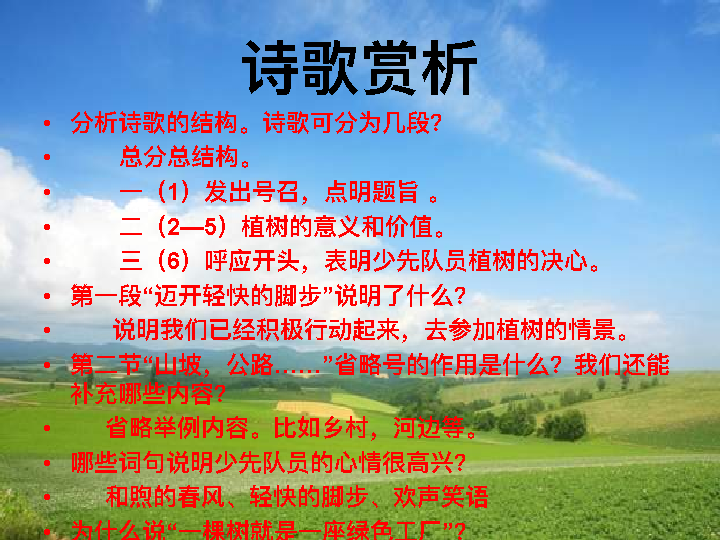 诗歌赏析
• 分析诗歌的结构。诗歌可分为几段？
• 总分总结构。
• 一（1）发出号召，点明题旨 。
• 二（2—5）植树的意义和价值。
• 三（6）呼应开头，表明少先队员植树的决心。
• 第一段“迈开轻快的脚步”说明了什么？
• 说明我们已经积极行动起来，去参加植树的情景。
• 第二节“山坡，公路……”省略号的作用是什么？我们还能
补充哪些内容？
• 省略举例内容。比如乡村，河边等。
• 哪些词句说明少先队员的心情很高兴？
• 和煦的春风、轻快的脚步、欢声笑语
• 为什么说“一棵树就是一座绿色工厂”？